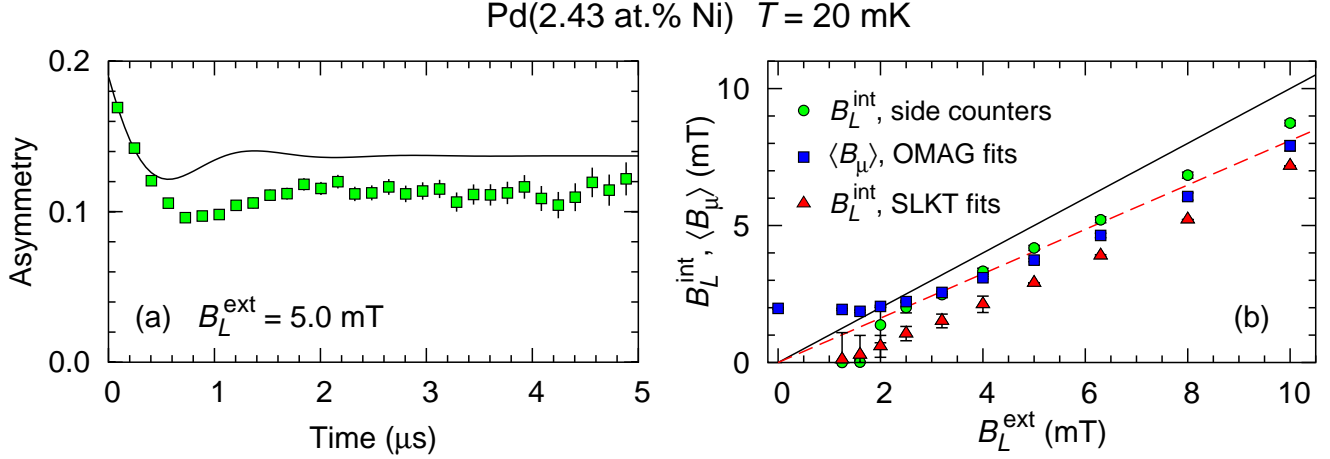 Pd(2.43 at.% Ni) T = 20 mK
0.2
0.1
0.0
Asymmetry
(a) B_L^ext = 5.0 mT
0 1 2 3 4 5
Time (μs)
10
5
0
B_L^int, ⟨B_μ⟩ (mT)
B_L^int, side counters
⟨B_μ⟩, OMAG fits
B_L^int, SLKT fits
(b)
0 2 4 6 8 10
B_L^ext (mT)